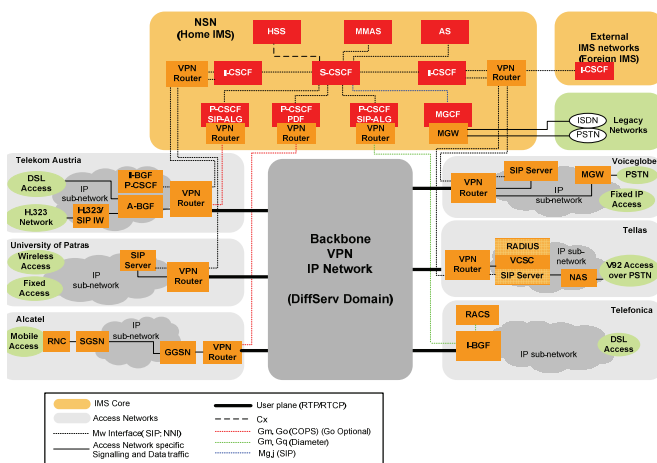 NSN
(Home IMS)
HSS
MMAS
AS
VPN
Router
I-CSCF
S-CSCF
I-CSCF
VPN
Router
P-CSCF
SIP-ALG
VPN
Router
P-CSCF
PDF
VPN
Router
P-CSCF
SIP-ALG
VPN
Router
MGCF
MGW
External
IMS networks
(Foreign IMS)
I-CSCF
ISDN
PSTN
Legacy
Networks
Telekom Austria
DSL
Access
IP
sub-network
II-BGF
P-CSCF
VPN
Router
H.323
Network
H.323/
SIP IW
A-BGF
University of Patras
Wireless
Access
Fixed
Access
IP
sub-network
SIP
Server
VPN
Router
Alcatel
Mobile
Access
RNC
SGSN
IP
sub-network
GGSN
VPN
Router
Backbone
VPN
IP Network
(DiffServ Domain)
Voiceglobe
VPN
Router
SIP Server
IP
sub-network
MGW
PSTN
Fixed IP
Access
Tellas
VPN
Router
RADIUS
VCSC
SIP Server
IP sub-
network
NAS
V92 Access
over PSTN
Telefonica
RACS
I-BGF
IP sub-network
DSL
Access
IMS Core
Access Networks
Mw Interface(SIP; NNI)
Access Network specific
Signalling and Data traffic
User plane (RTP/RTCP)
Cx
Gm, Go(COPS) (Go Optional)
Gm, Gq(Diameter)
Mg,j (SIP)